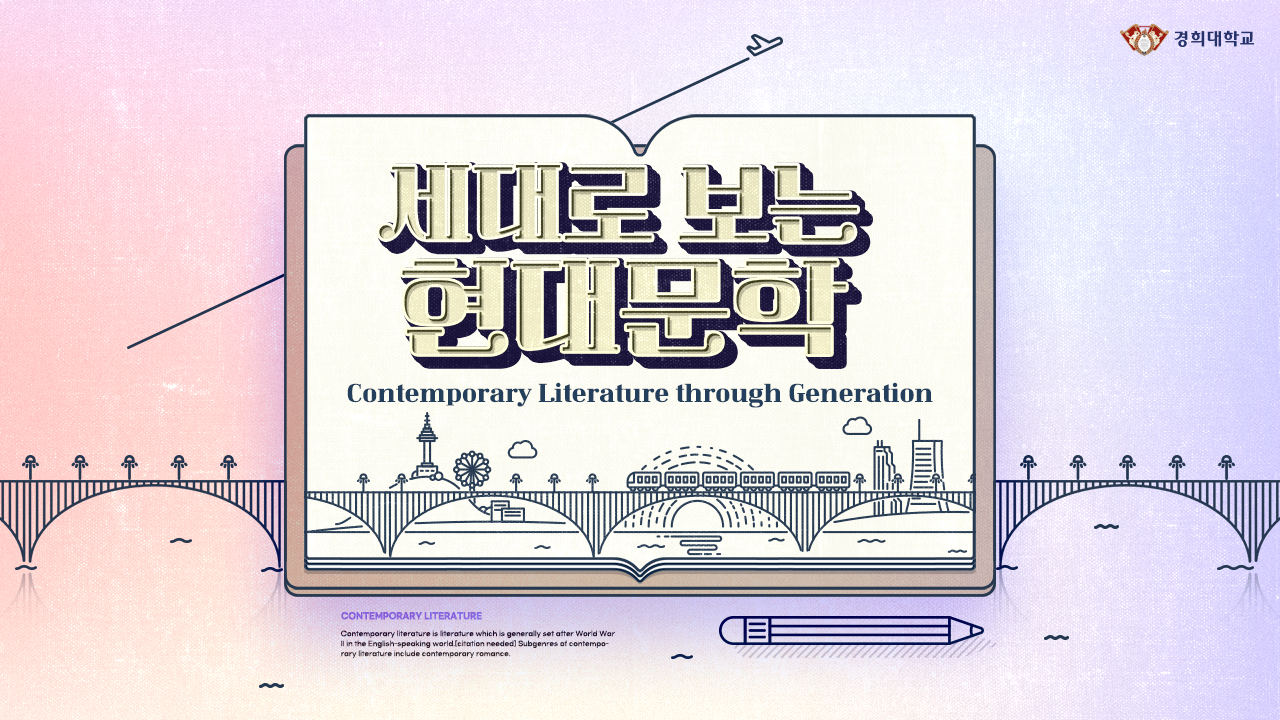 경희대학교
세대로 보는
현대문학
Contemporary Literature through Generation
CONTEMPORARY LITERATURE
Contemporary literature is literature which is generally set after World War
II in the English-speaking world.[citation needed] Subgenres of contempo-
rary literature include contemporary romance.